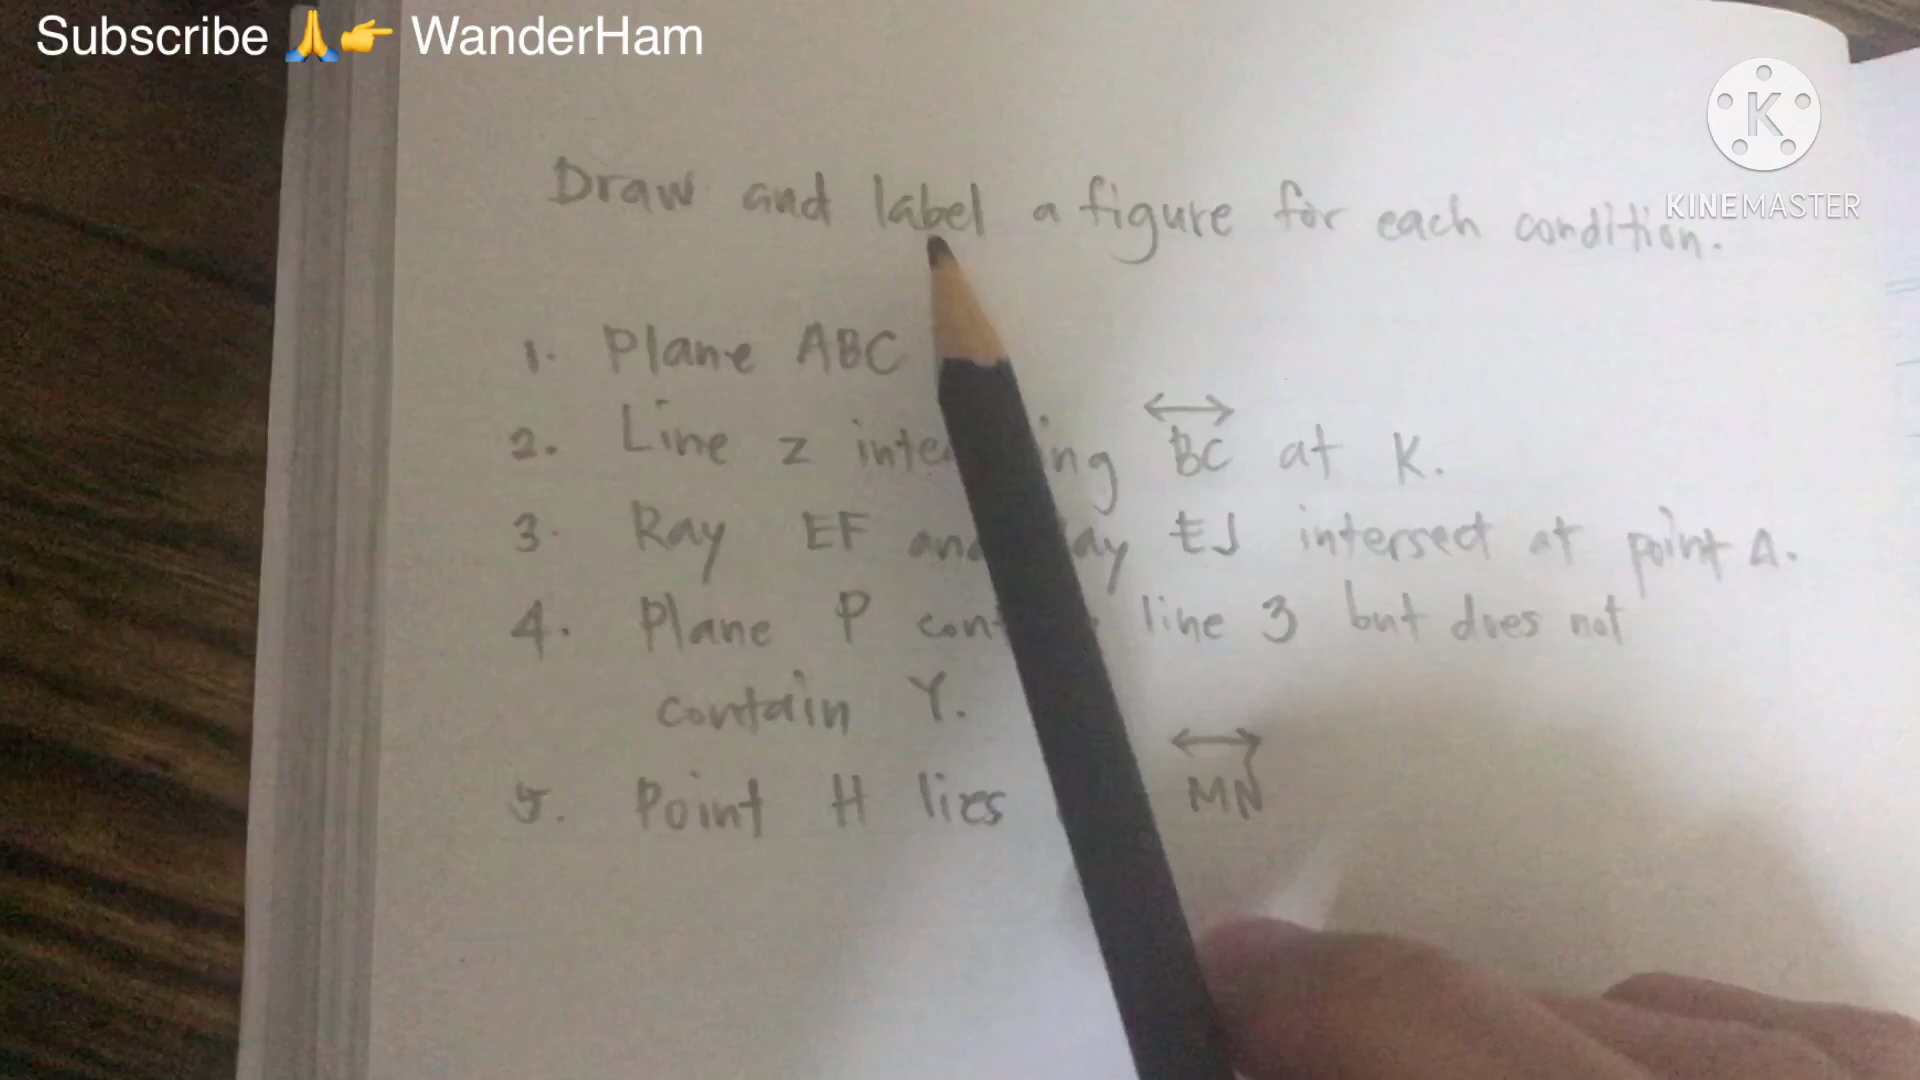 Subscribe 🙏👉 WanderHam
KINEMASTER
Draw and label a figure for each condition.
1. Plane ABC
2. Line z inte ing BC at K.
3. Ray EF and ay EJ intersect at point A.
4. Plane P con line 3 but does not
contain Y.
5. Point H lies MN